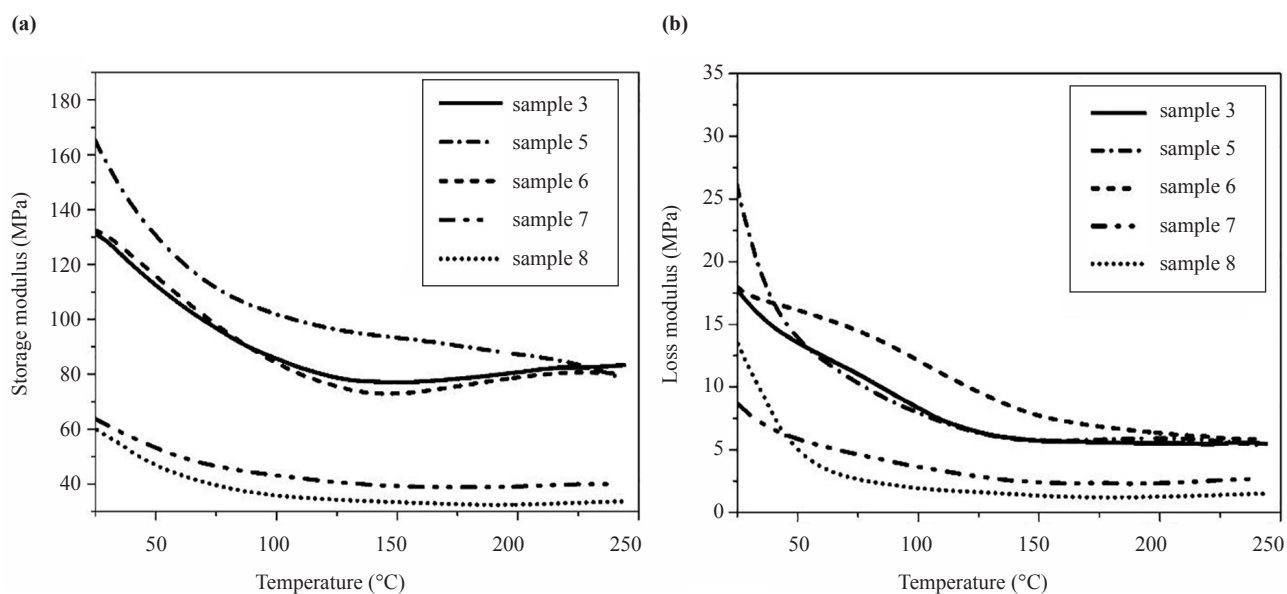 (a)
180
160
140
120
100
80
60
40
50
100
150
200
250
Storage modulus (MPa)
Temperature (°C)
sample 3
sample 5
sample 6
sample 7
sample 8
(b)
35
30
25
20
15
10
5
0
50
100
150
200
250
Loss modulus (MPa)
Temperature (°C)
sample 3
sample 5
sample 6
sample 7
sample 8